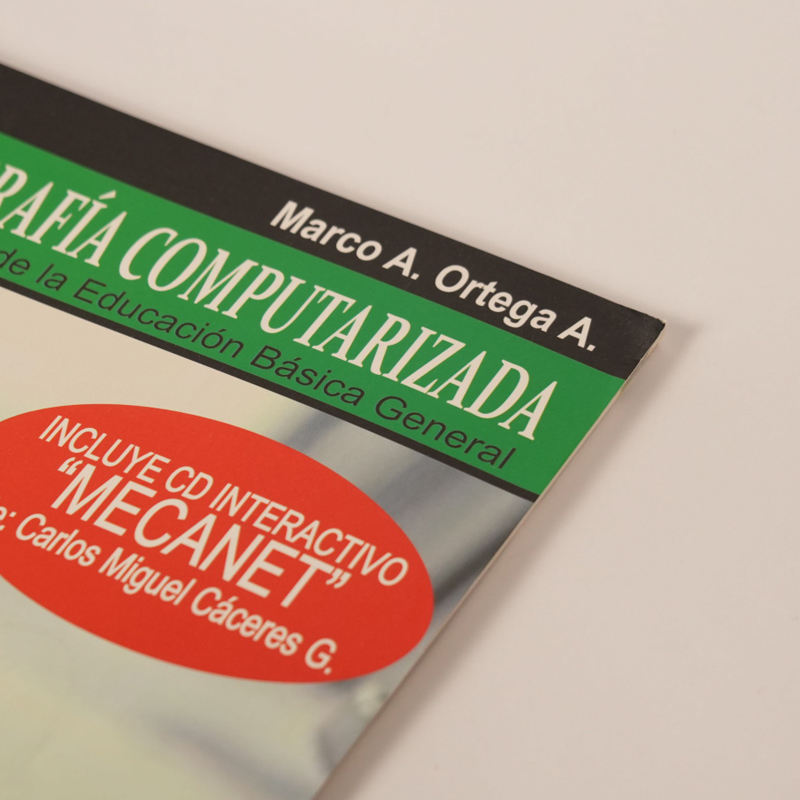 Marco A. Ortega A.
RAFÍA COMPUTARIZADA
de la Educación Básica General
INCLUYE CD INTERACTIVO
“MECANET”
Carlos Miguel Cáceres G.